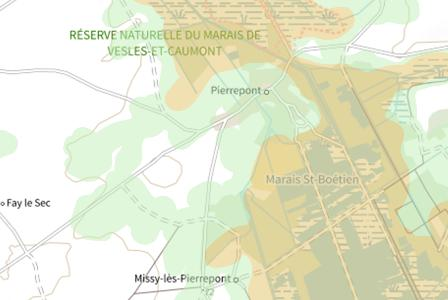 RÉSERVE NATURELLE DU MARAIS DE
VESLES-ET-CAUMONT
Pierrepont
Marais St-Boëtien
Fay le Sec
Missy-lès-Pierrepont